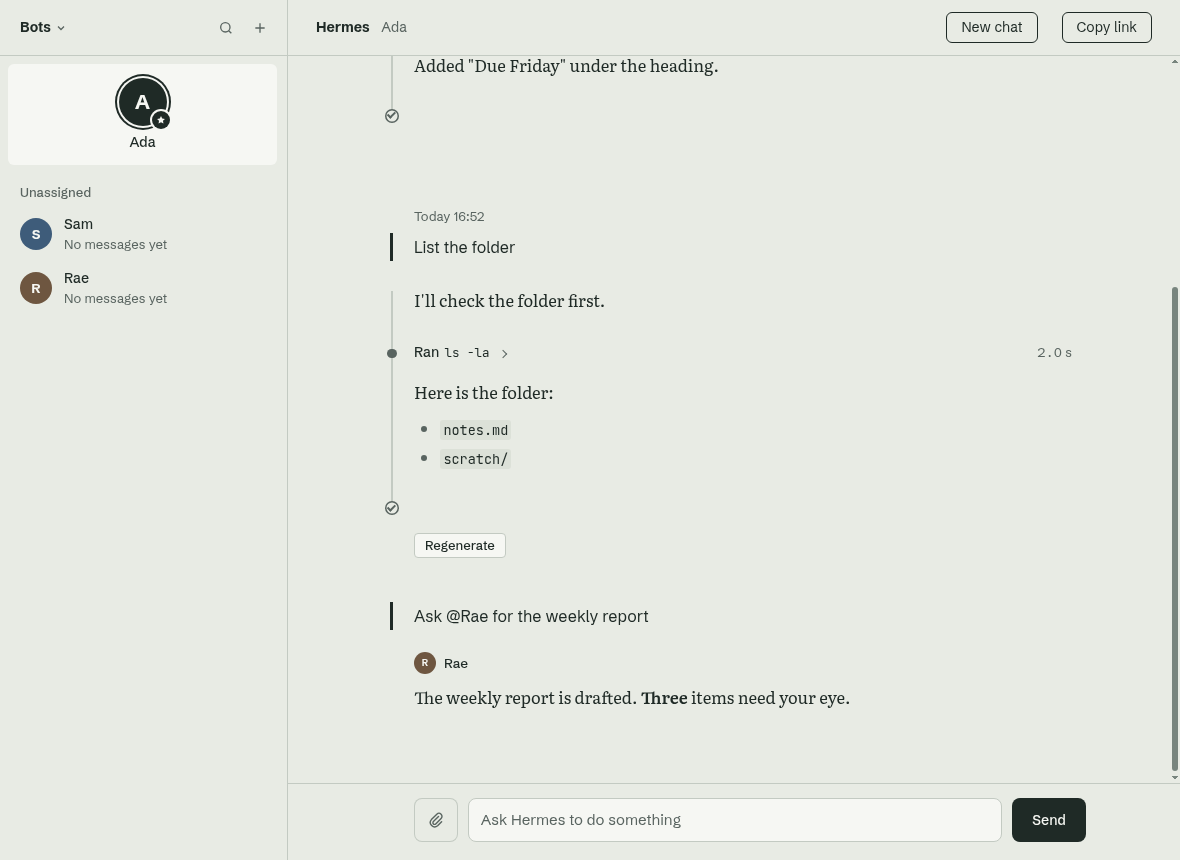 Bots
Hermes Ada
New chat
Copy link
A
Ada
Unassigned
S
Sam
No messages yet
R
Rae
No messages yet
Added "Due Friday" under the heading.
Today 16:52
List the folder
I'll check the folder first.
Ran ls -la
2.0 s
Here is the folder:
notes.md
scratch/
Regenerate
Ask @Rae for the weekly report
R
Rae
The weekly report is drafted. Three items need your eye.
Ask Hermes to do something
Send